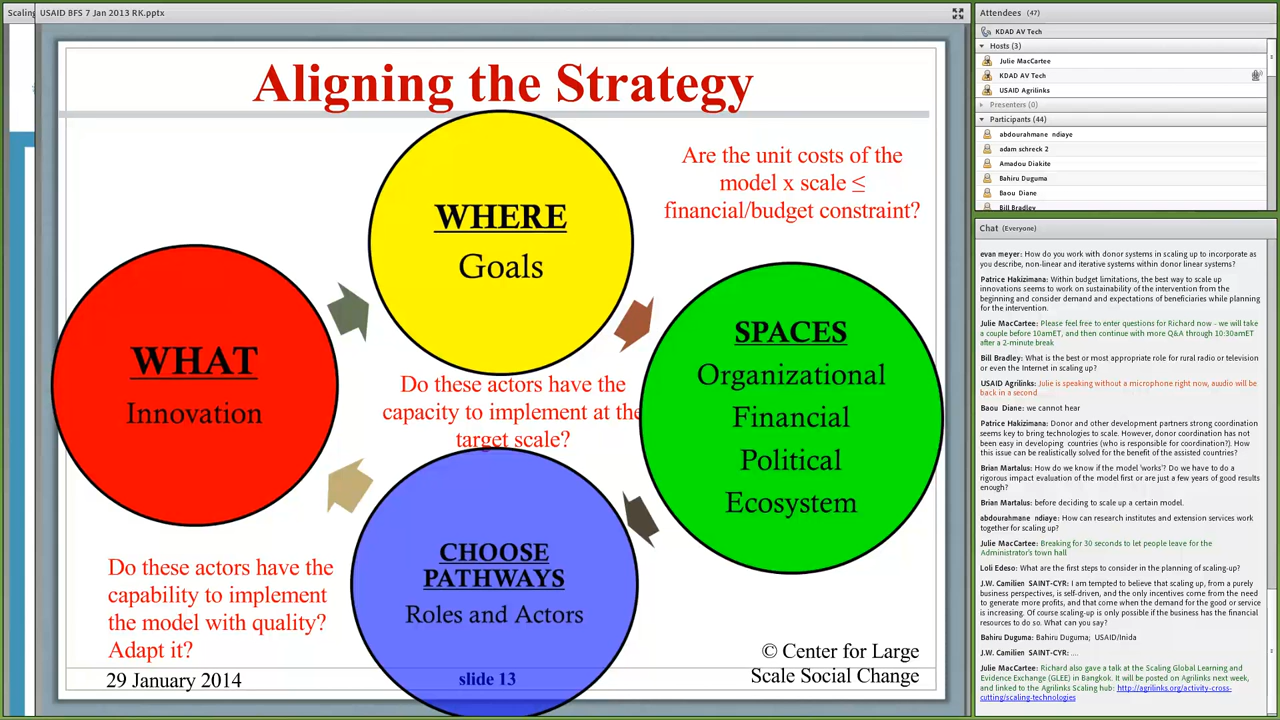 Scaling
USAID BFS 7 Jan 2013 RK.pptx
Aligning the Strategy
WHERE
Goals
Are the unit costs of the
model x scale ≤
financial/budget constraint?
WHAT
Innovation
SPACES
Organizational
Financial
Political
Ecosystem
Do these actors have the
capacity to implement at the
target scale?
CHOOSE
PATHWAYS
Roles and Actors
Do these actors have the
capability to implement
the model with quality?
Adapt it?
29 January 2014
slide 13
© Center for Large
Scale Social Change
Attendees (47)
KDAD AV Tech
Hosts (3)
Julie MacCartee
KDAD AV Tech
USAID Agrilinks
Presenters (0)
Participants (44)
abdourahmane ndiaye
adam schreck 2
Amadou Diakite
Bahiru Duguma
Baou Diane
Bill Bradley
Chat (Everyone)
evan meyer: How do you work with donor systems in scaling up to incorporate as
you describe, non-linear and iterative systems within donor linear systems?
Patrice Hakizimana: Within budget limitations, the best way to scale up
innovations seems to work on sustainability of the intervention from the
beginning and consider demand and expectations of beneficiaries while planning
for the intervention.
Julie MacCartee: Please feel free to enter questions for Richard now - we will take
a couple before 10amET, and then continue with more Q&A through 10:30amET
after a 2-minute break
Bill Bradley: What is the best or most appropriate role for rural radio or television
or even the Internet in scaling up?
USAID Agrilinks: Julie is speaking without a microphone right now, auudio will be
back in a second
Baou Diane: we cannot hear
Patrice Hakizimana: Donor and other development partners strong coordination
seems key to bring technologies to scale. However, donor coordination has not
been easy in developing countries (who is responsible for coordination?). How
this issue can be realistically solved for the benefit of the assisted countries?
Brian Martalus: How do we know if the model 'works'? Do we have to do a
rigorous impact evaluation of the model first or are just a few years of good results
enough?
Brian Martalus: before deciding to scale up a certain model.
abdourahmane ndiaye: How can research institutes and extension services work
together for scaling up?
Julie MacCartee: Breaking for 30 seconds to let people leave for the
Administrator's town hall
Loli Edeso: What are the first steps to consider in the planning of scaling-up?
J.W. Camilien SAINT-CYR: I am tempted to believe that scaling up, from a purely
business perspectives, is self-driven, and the only incentives come from the need
to generate more profits, and that come when the demand for the good or service
is increasing. Of course scaling-up is only possible if the business has the financial
resources to do so. What can you say?
Bahiru Duguma: Bahiru Duguma; USAID/Inida
J.W. Camilien SAINT-CYR: ....
Julie MacCartee: Richard also gave a talk at the Scaling Global Learning and
Evidence Exchange (GLEE) in Bangkok. It will be posted on Agrilinks next week,
and linked to the Agrilinks Scaling hub: http://agrilinks.org/activity-cross-
cutting/scaling-technologies